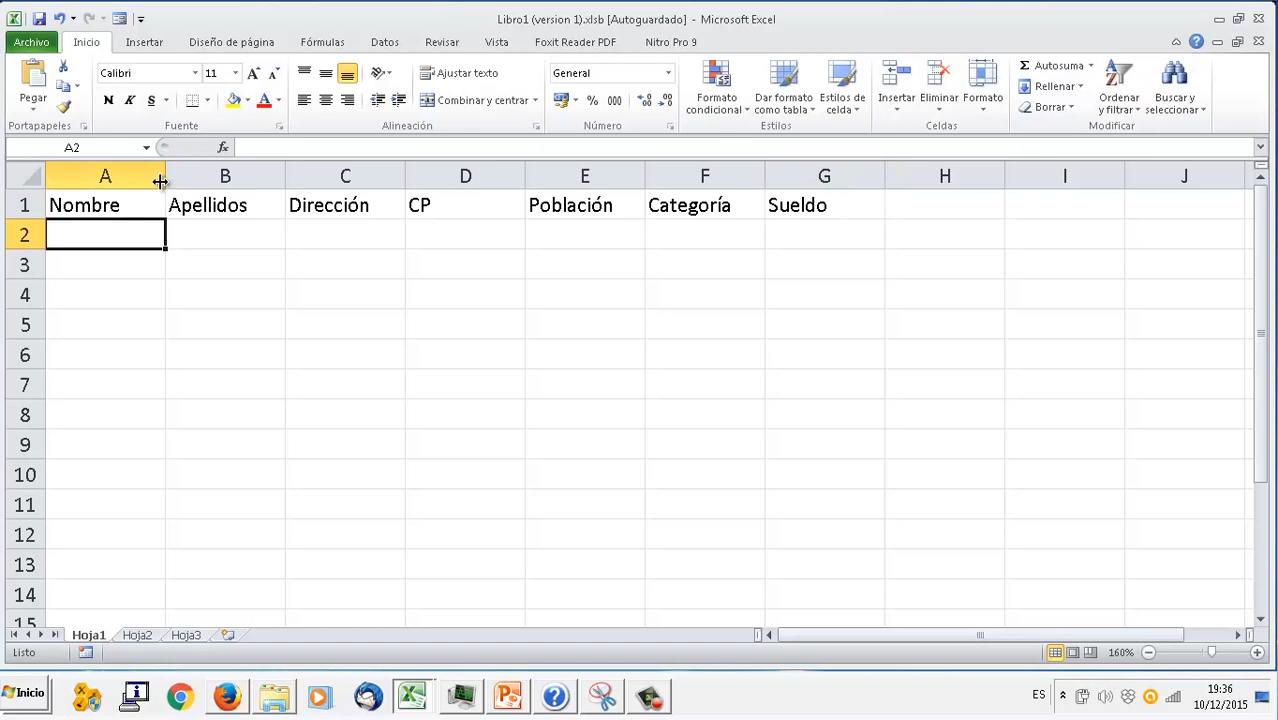 Libro1 (version 1).xlsb [Autoguardado] - Microsoft Excel
Archivo Inicio Insertar Diseño de página Fórmulas Datos Revisar Vista Foxit Reader PDF Nitro Pro 9
Calibri 11 Ajustar texto General Autosuma
Rellenar
Pegar N K S Combinar y centrar % 000 Formato condicional Dar formato como tabla Estilos de celda Insertar Eliminar Formato Borrar Ordenar y filtrar Buscar y seleccionar
Portapapeles Fuente Alineación Número Estilos Celdas Modificar
A2 fx
A B C D E F G H I J
1 Nombre Apellidos Dirección CP Población Categoría Sueldo
2
3
4
5
6
7
8
9
10
11
12
13
14
15
Hoja1 Hoja2 Hoja3
Listo 160%
Inicio ES 19:36
10/12/2015